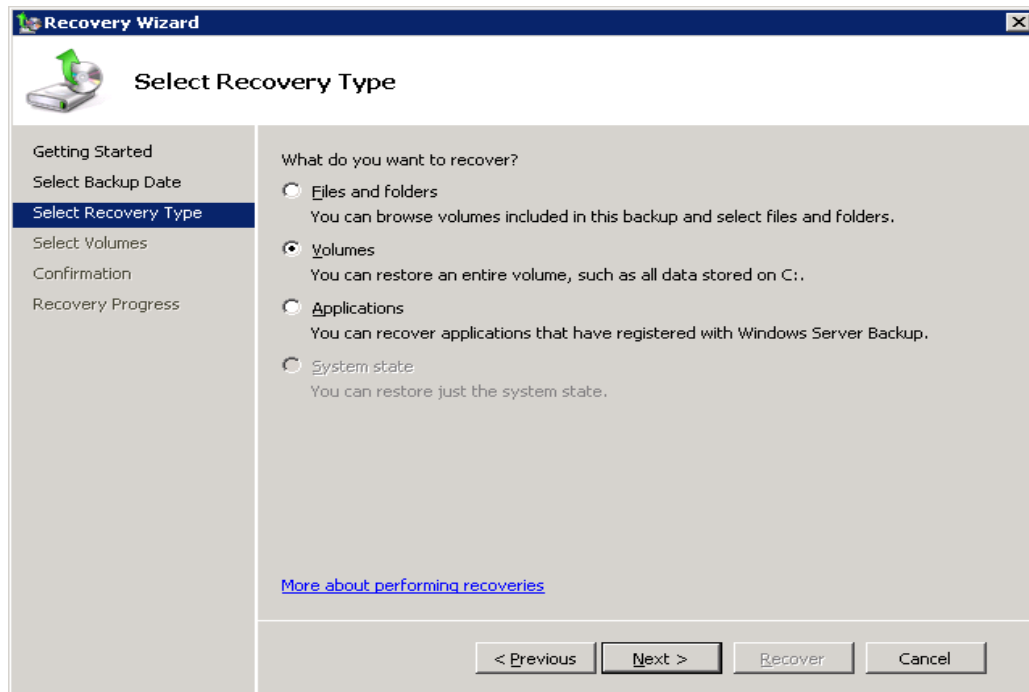 Recovery Wizard
Select Recovery Type
Getting Started
Select Backup Date
Select Recovery Type
Select Volumes
Confirmation
Recovery Progress
What do you want to recover?
Files and folders
You can browse volumes included in this backup and select files and folders.
Volumes
You can restore an entire volume, such as all data stored on C:.
Applications
You can recover applications that have registered with Windows Server Backup.
System state
You can restore just the system state.
More about performing recoveries
< Previous
Next >
Recover
Cancel